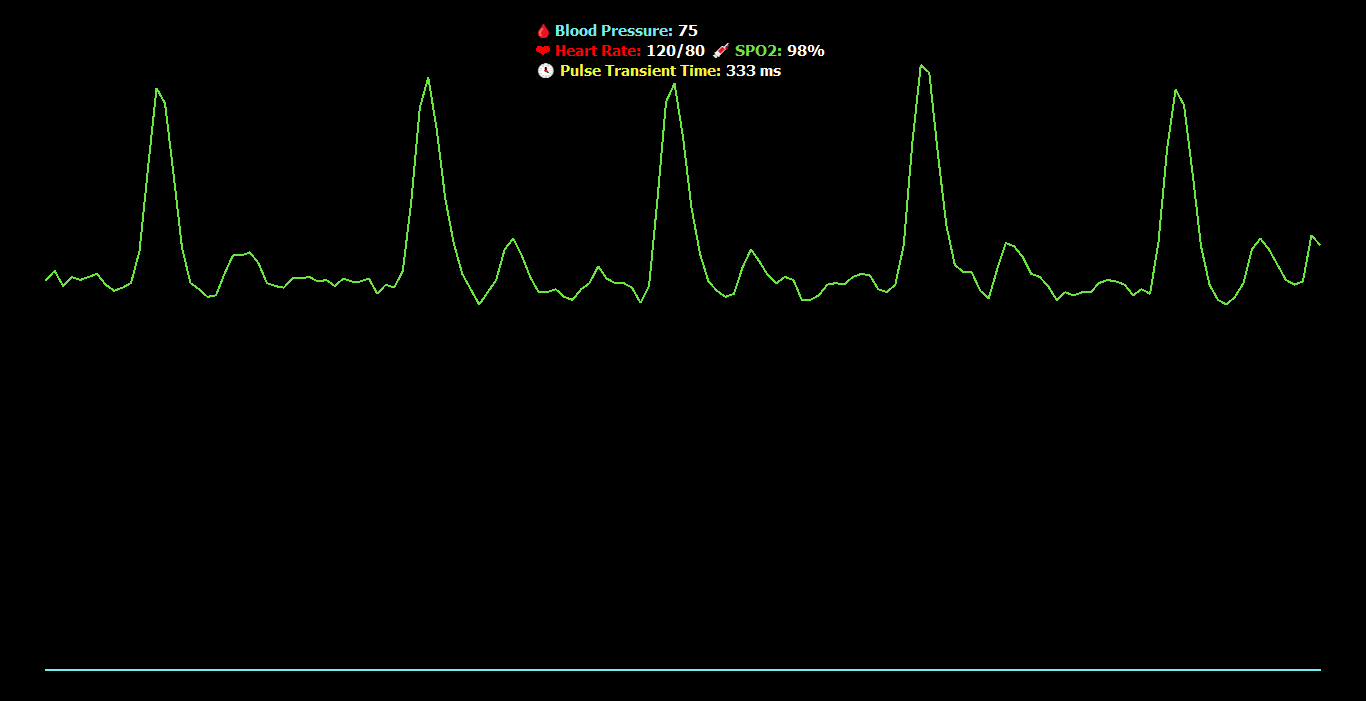 Blood Pressure: 75
Heart Rate: 120/80 SPO2: 98%
Pulse Transient Time: 333 ms